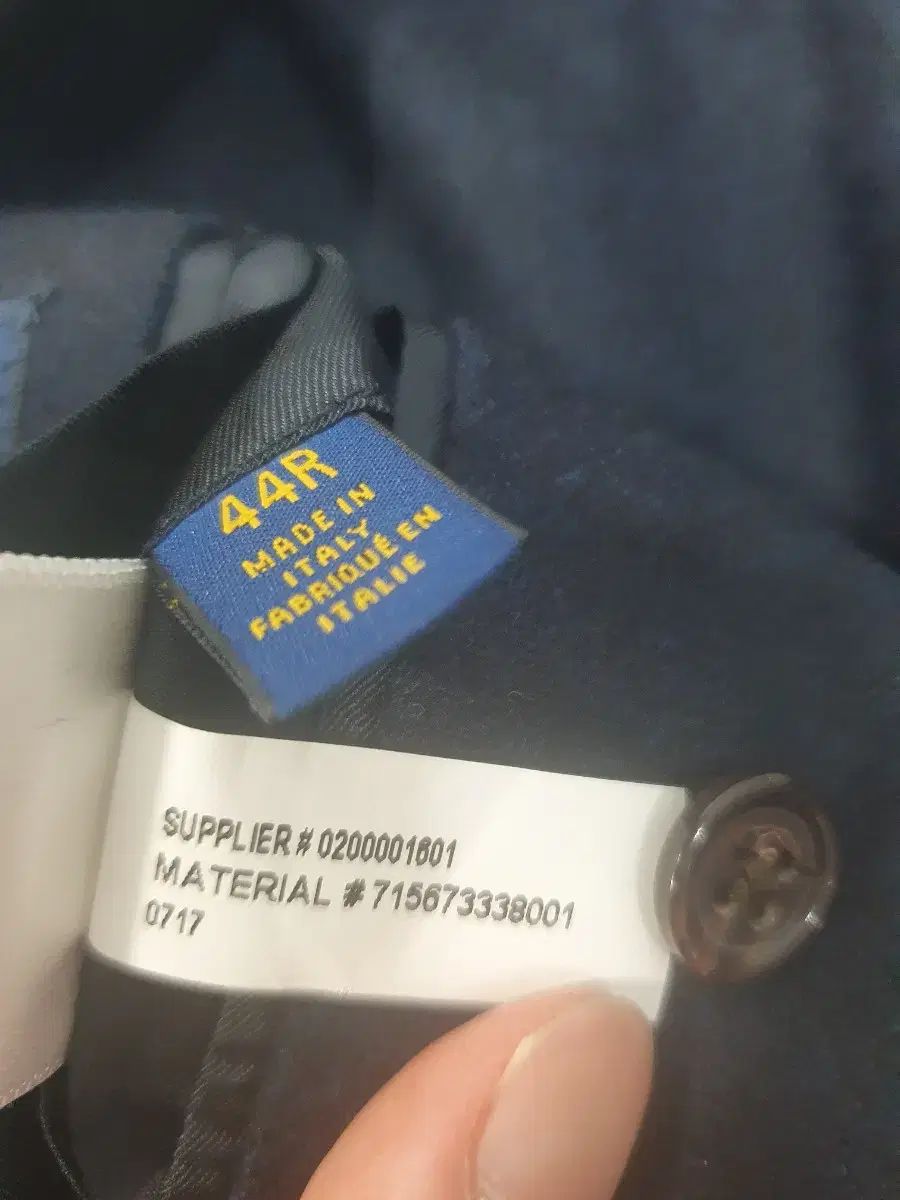 44R
MADE IN
ITALY
FABRIQUÉ EN
ITALIE
SUPPLIER # 0200001601
MATERIAL # 715673338001
0717